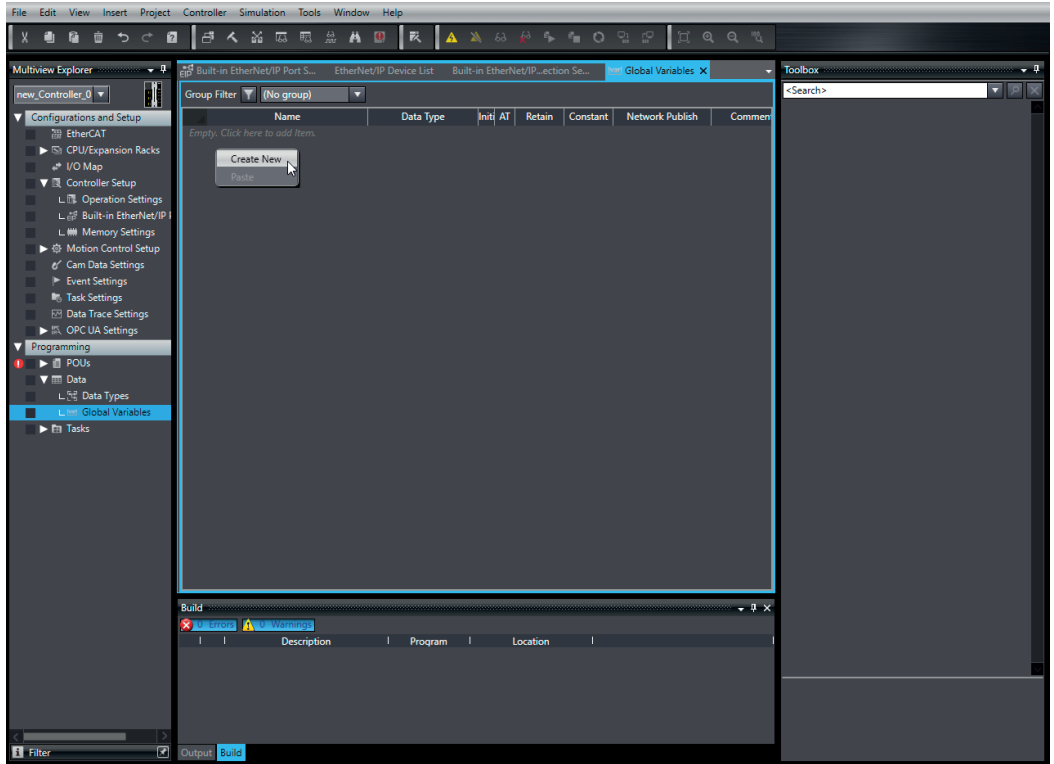 File Edit View Insert Project Controller Simulation Tools Window Help
Multiview Explorer
new_Controller_0
Configurations and Setup
EtherCAT
CPU/Expansion Racks
I/O Map
Controller Setup
Operation Settings
Built-in EtherNet/IP
Memory Settings
Motion Control Setup
Cam Data Settings
Event Settings
Task Settings
Data Trace Settings
OPC UA Settings
Programming
POUs
Data
Data Types
Global Variables
Tasks
Filter
Built-in EtherNet/IP Port S... EtherNet/IP Device List Built-in EtherNet/IP...ection Se... Global Variables
Group Filter (No group)
Name Data Type Initi AT Retain Constant Network Publish Commen
Empty. Click here to add Item.
Create New
Paste
Build
0 Errors 0 Warnings
Description Program Location
Output Build
Toolbox
<Search>